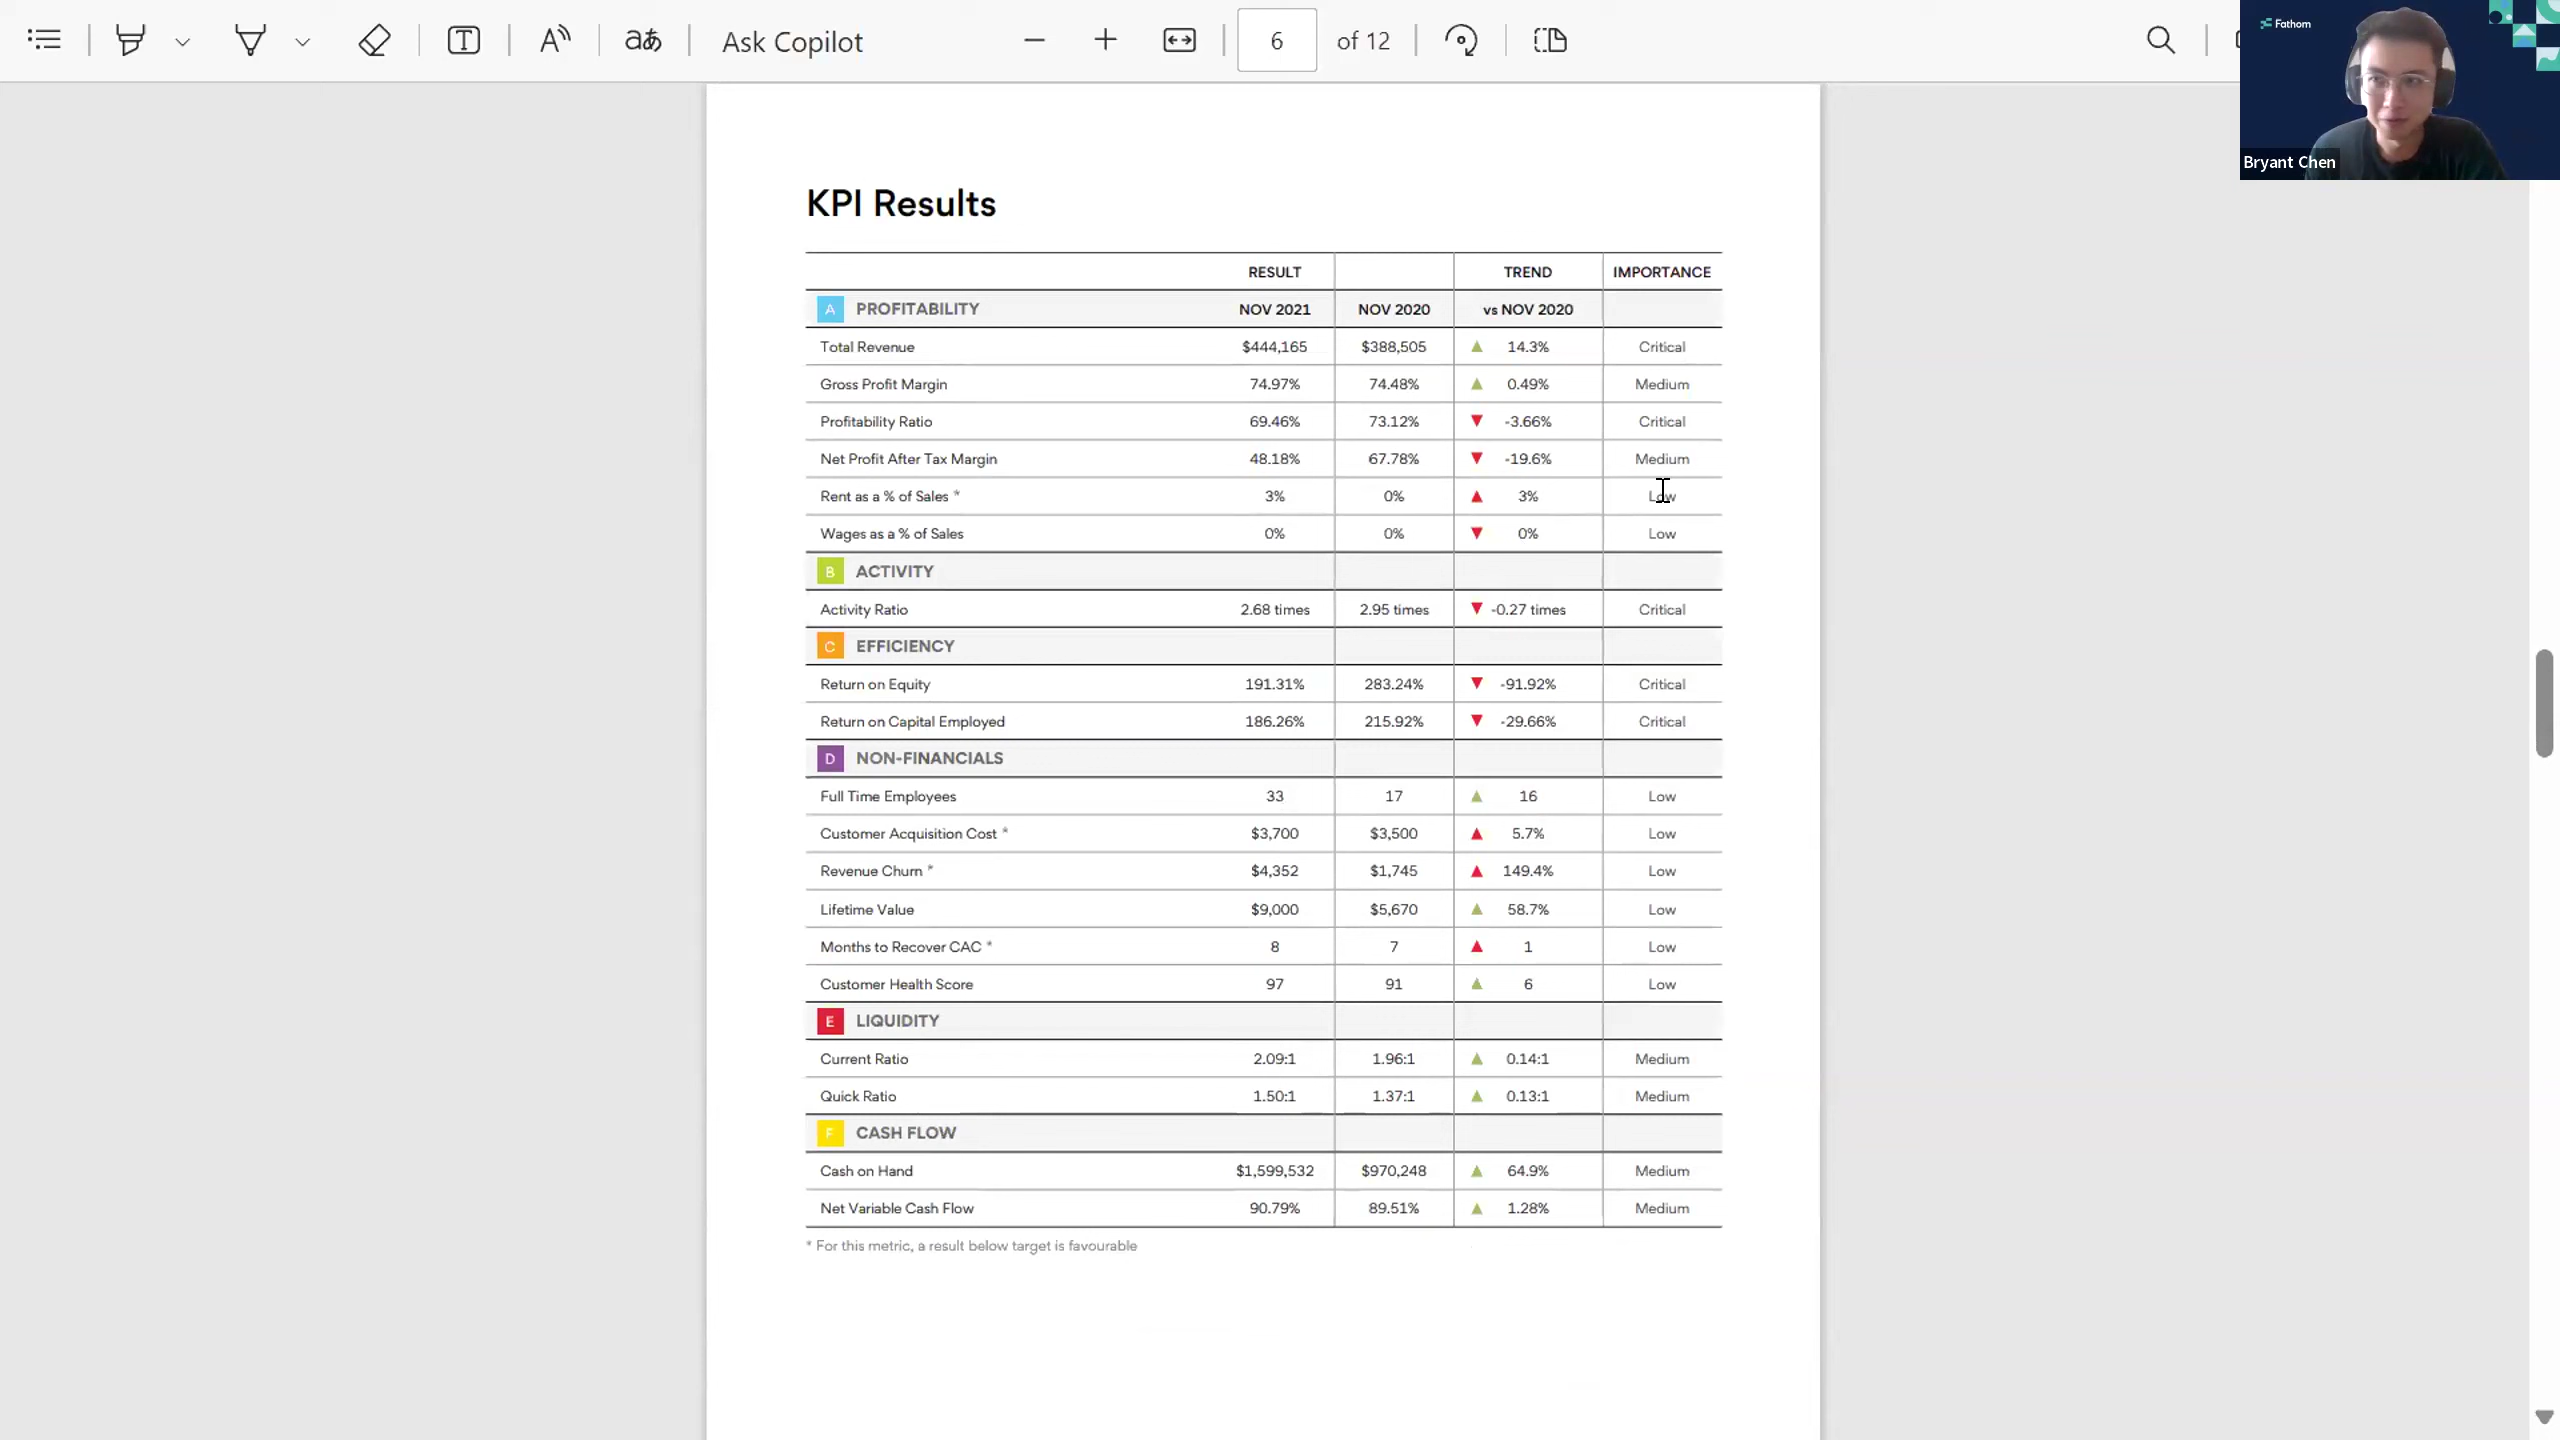 Ask Copilot 6 of 12
Fathom
Bryant Chen
KPI Results
RESULT TREND IMPORTANCE
A PROFITABILITY NOV 2021 NOV 2020 vs NOV 2020
Total Revenue $444,165 $388,505 ▲ 14.3% Critical
Gross Profit Margin 74.97% 74.48% ▲ 0.49% Medium
Profitability Ratio 69.46% 73.12% ▼ -3.66% Critical
Net Profit After Tax Margin 48.18% 67.78% ▼ -19.6% Medium
Rent as a % of Sales * 3% 0% ▲ 3% Low
Wages as a % of Sales 0% 0% ▼ 0% Low
B ACTIVITY
Activity Ratio 2.68 times 2.95 times ▼ -0.27 times Critical
C EFFICIENCY
Return on Equity 191.31% 283.24% ▼ -91.92% Critical
Return on Capital Employed 186.26% 215.92% ▼ -29.66% Critical
D NON-FINANCIALS
Full Time Employees 33 17 ▲ 16 Low
Customer Acquisition Cost * $3,700 $3,500 ▲ 5.7% Low
Revenue Churn * $4,352 $1,745 ▲ 149.4% Low
Lifetime Value $9,000 $5,670 ▲ 58.7% Low
Months to Recover CAC * 8 7 ▲ 1 Low
Customer Health Score 97 91 ▲ 6 Low
E LIQUIDITY
Current Ratio 2.09:1 1.96:1 ▲ 0.14:1 Medium
Quick Ratio 1.50:1 1.37:1 ▲ 0.13:1 Medium
F CASH FLOW
Cash on Hand $1,599,532 $970,248 ▲ 64.9% Medium
Net Variable Cash Flow 90.79% 89.51% ▲ 1.28% Medium
* For this metric, a result below target is favourable